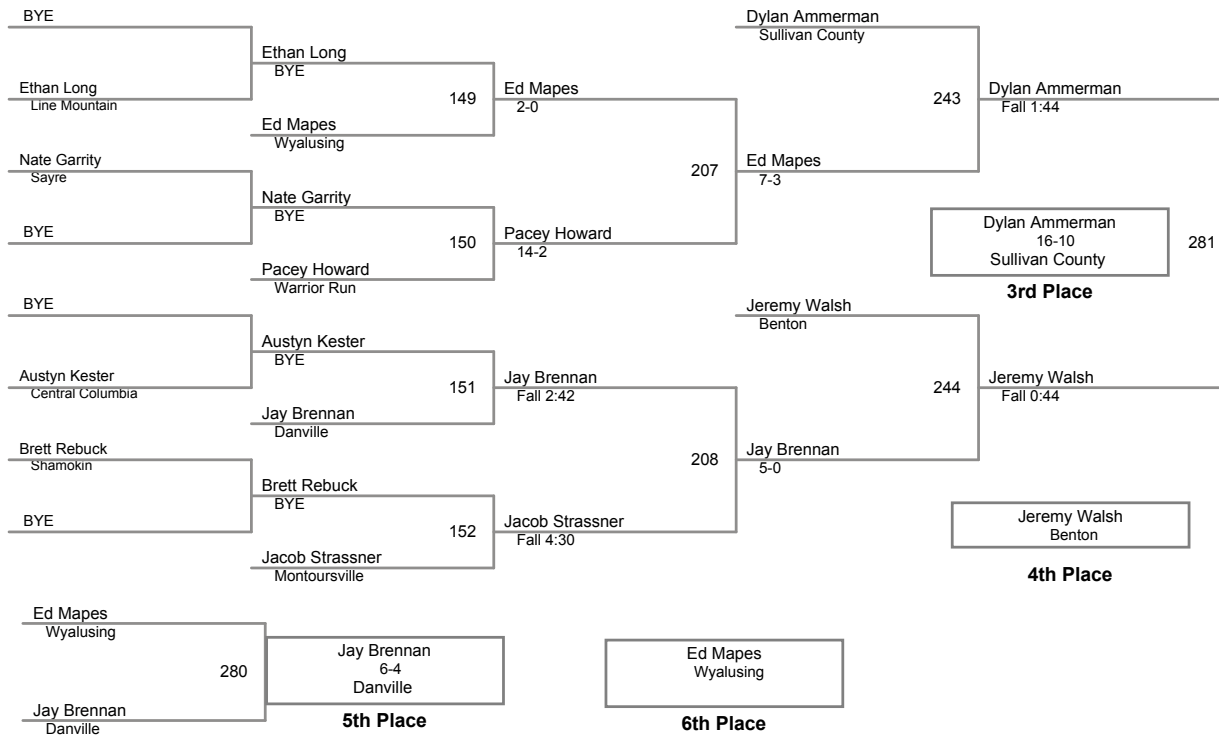 BYE
Ethan Long
Line Mountain
Nate Garrity
Sayre
BYE
BYE
Austyn Kester
Central Columbia
Brett Rebuck
Shamokin
BYE
Ethan Long
BYE
149
Ed Mapes
Wyalusing
Nate Garrity
BYE
150
Pacey Howard
Warrior Run
Austyn Kester
BYE
151
Jay Brennan
Danville
Brett Rebuck
BYE
152
Jacob Strassner
Montoursville
Ed Mapes
2-0
207
Pacey Howard
14-2
Jay Brennan
Fall 2:42
208
Jacob Strassner
Fall 4:30
Dylan Ammerman
Sullivan County
243
Ed Mapes
7-3
Jeremy Walsh
Benton
244
Jay Brennan
5-0
Dylan Ammerman
Fall 1:44
Dylan Ammerman
16-10
Sullivan County
281
3rd Place
Jeremy Walsh
Fall 0:44
Jeremy Walsh
Benton
4th Place
Ed Mapes
Wyalusing
280
Jay Brennan
Danville
Jay Brennan
6-4
Danville
5th Place
Ed Mapes
Wyalusing
6th Place